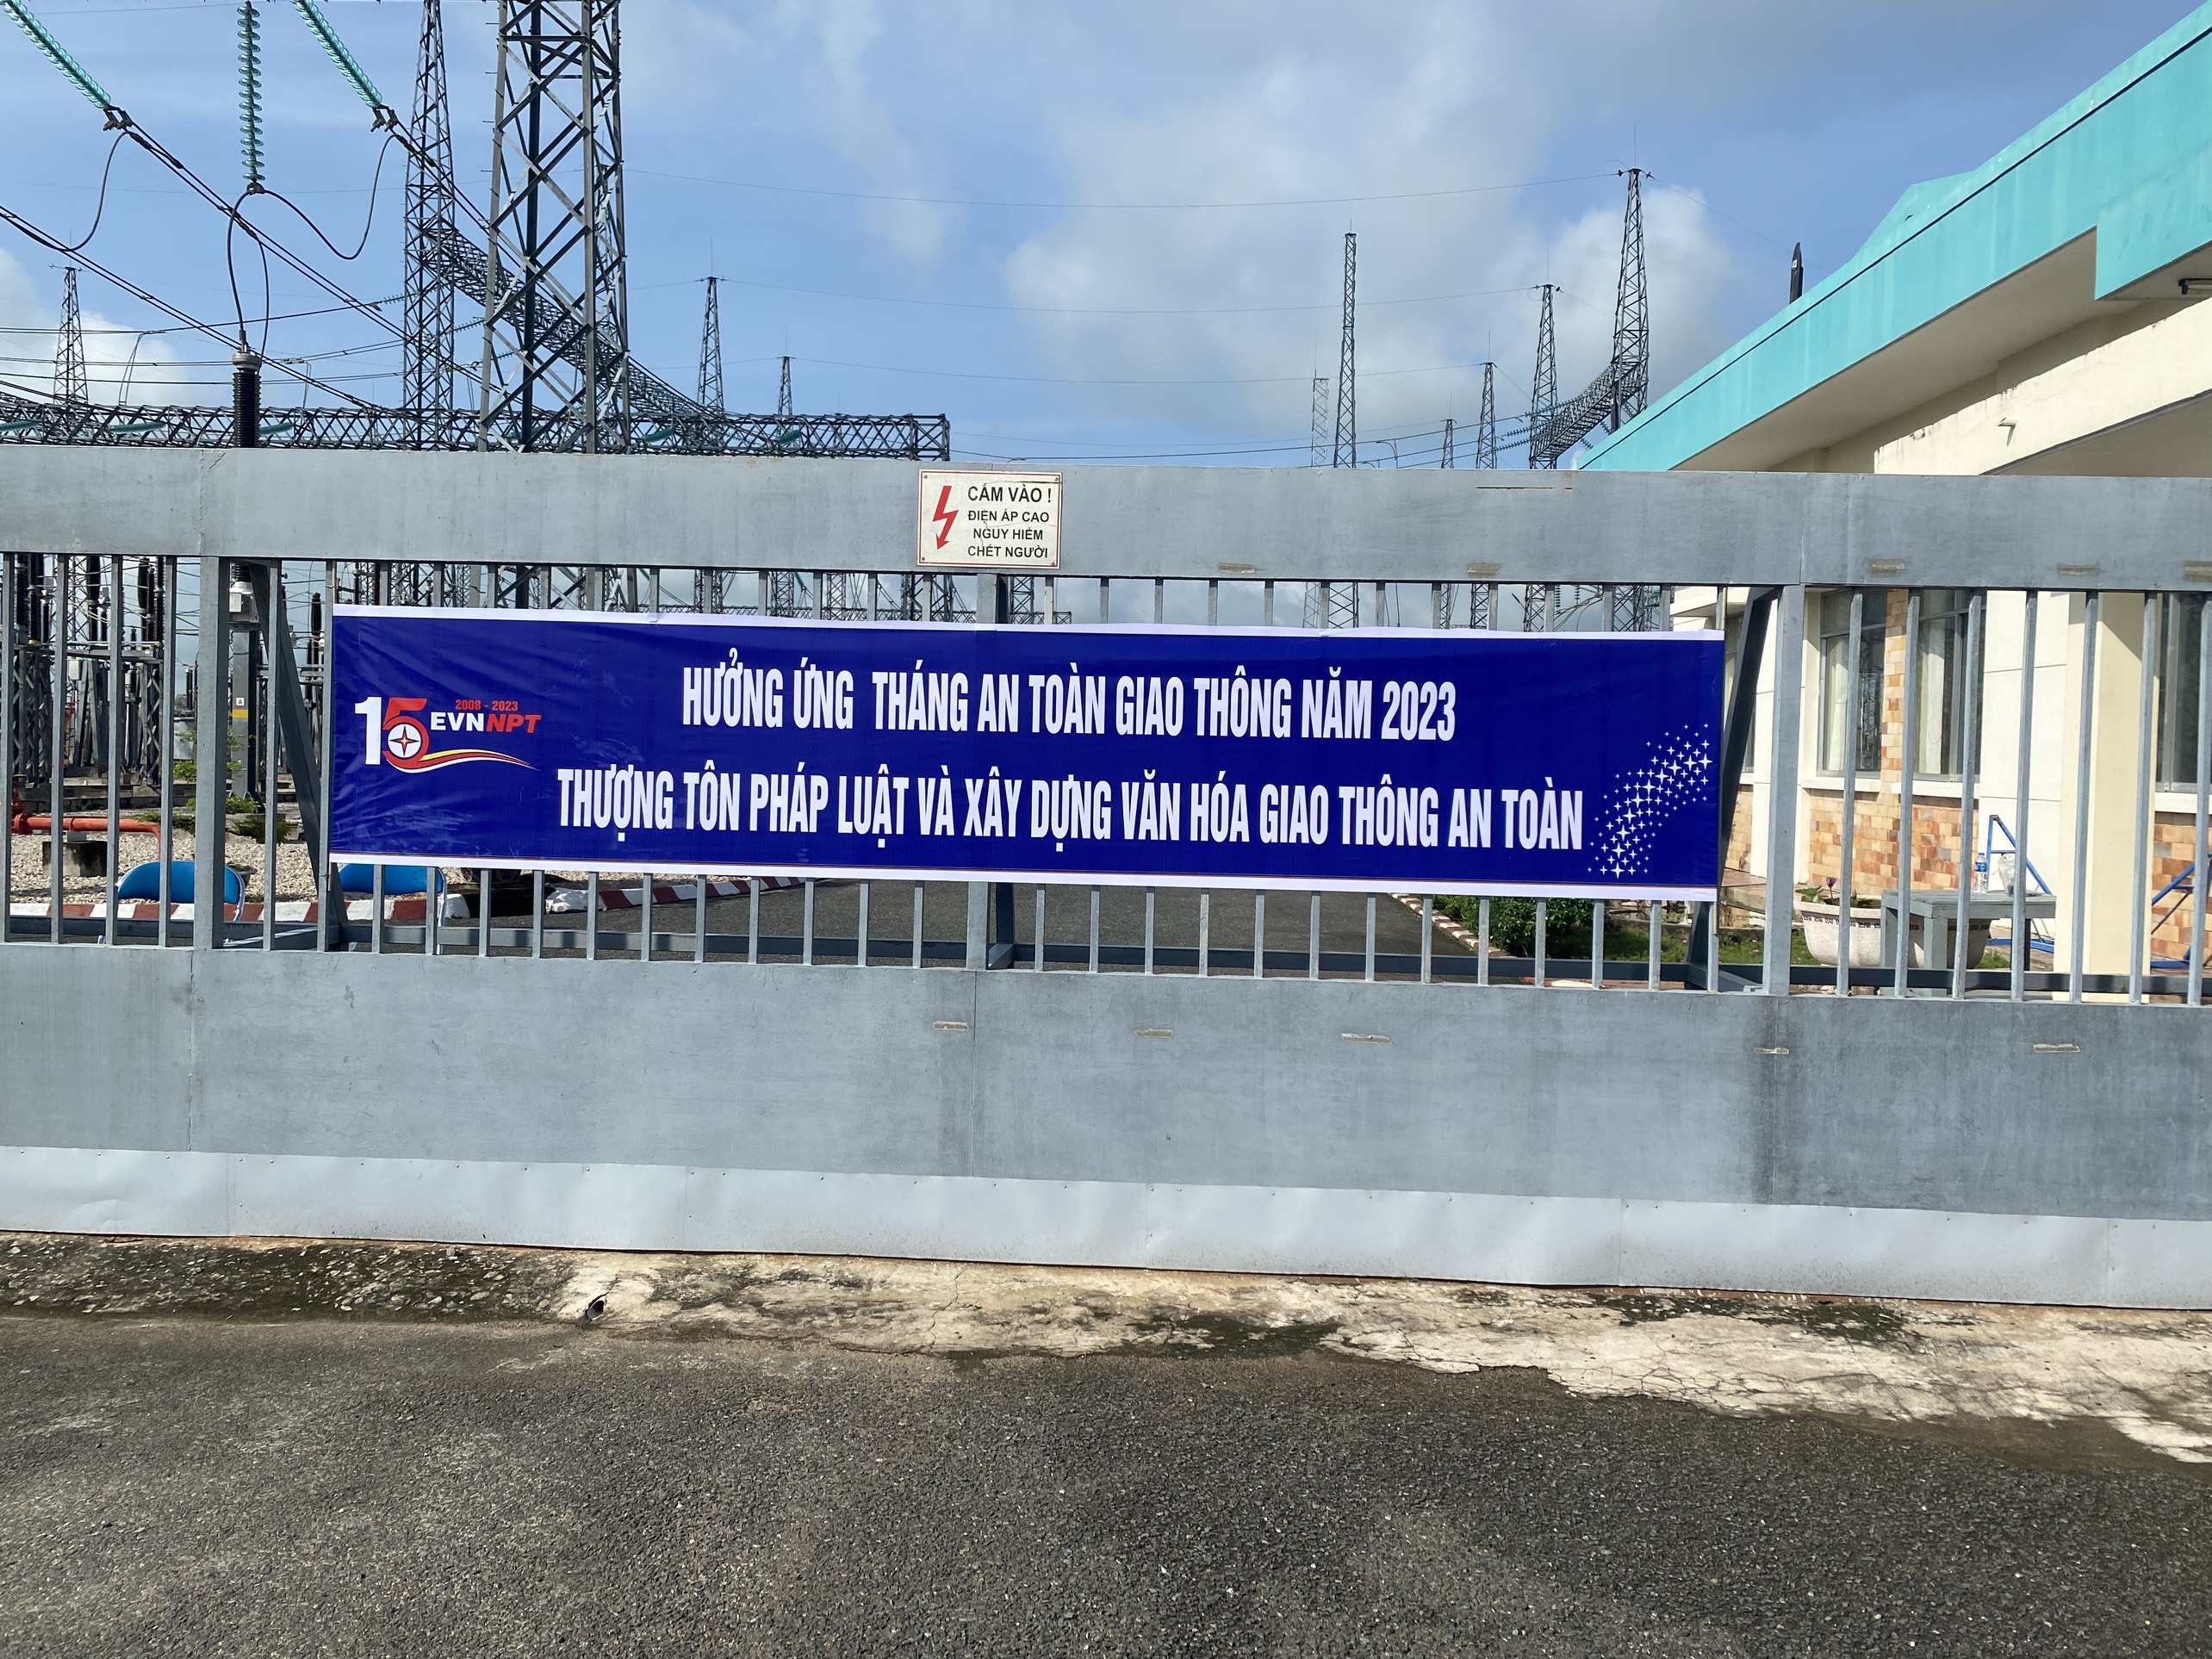 CẤM VÀO !
ĐIỆN ÁP CAO
NGUY HIỂM
CHẾT NGƯỜI
HƯỞNG ỨNG THÁNG AN TOÀN GIAO THÔNG NĂM 2023
15 2008 - 2023
EVNNPT
THƯỢNG TÔN PHÁP LUẬT VÀ XÂY DỰNG VĂN HÓA GIAO THÔNG AN TOÀN